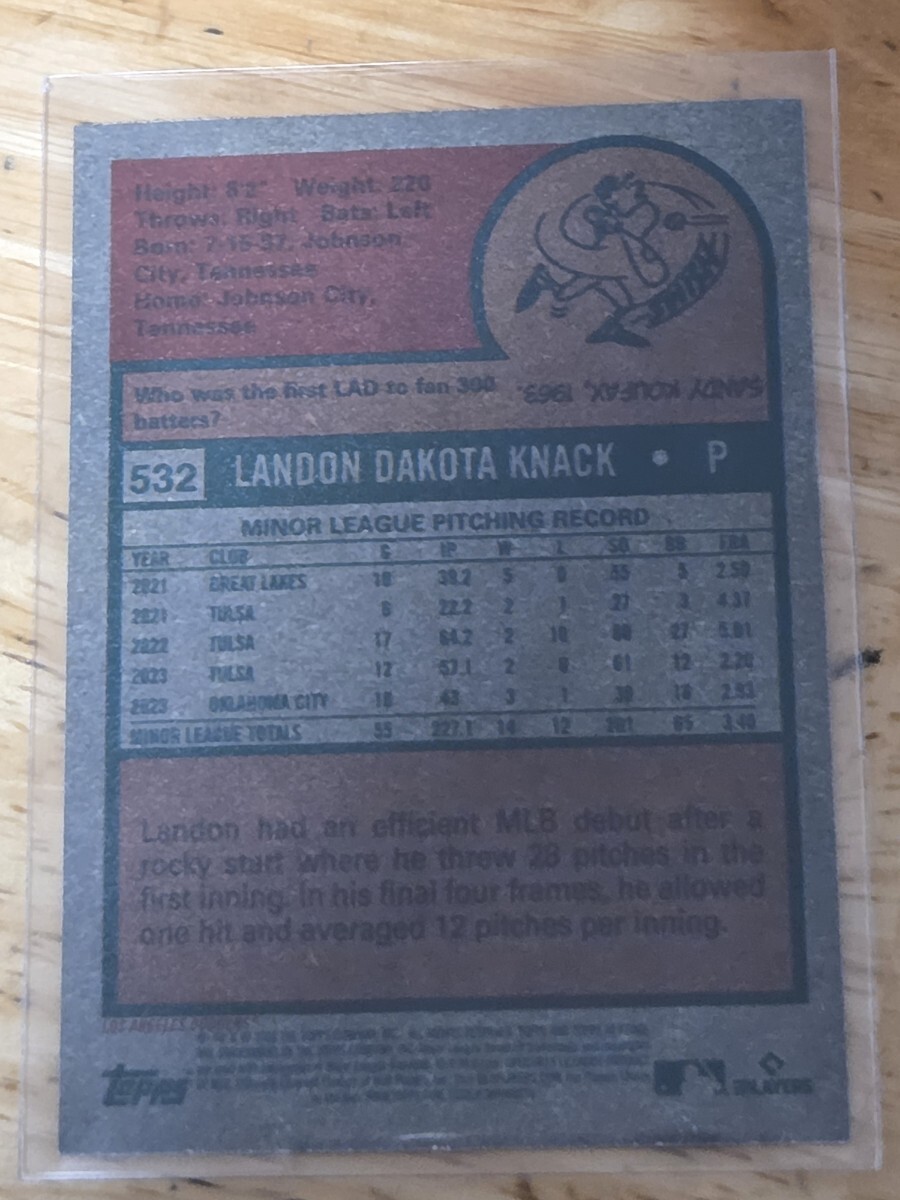 Height: 6'2" Weight: 220
Throws: Right Bats: Left
Born: 7-15-97, Johnson
City, Tennessee
Home: Johnson City,
Tennessee
SWISH
Who was the first LAD to fan 300
batters?
SANDY KOUFAX, 1963.
532 LANDON DAKOTA KNACK • P
MINOR LEAGUE PITCHING RECORD
YEAR CLUB G IP W L SO BB ERA
2021 GREAT LAKES 10 39.2 5 0 55 5 2.50
2021 TULSA 6 22.2 2 1 27 3 4.37
2022 TULSA 17 64.2 2 10 80 27 5.01
2023 TULSA 12 57.1 2 0 61 12 2.20
2023 OKLAHOMA CITY 10 43 3 1 38 18 2.93
MINOR LEAGUE TOTALS 55 227.1 14 12 261 65 3.40
Landon had an efficient MLB debut after a
rocky start where he threw 28 pitches in the
first inning. In his final four frames, he allowed
one hit and averaged 12 pitches per inning.
LOS ANGELES DODGERS
Topps
PLAYERS